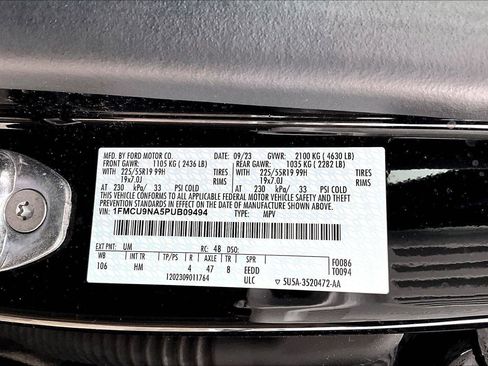 MFD. BY FORD MOTOR CO. DATE: 09/23 GVWR: 2100 KG ( 4630 LB)
FRONT GAWR: 1105 KG ( 2436 LB) REAR GAWR: 1035 KG ( 2282 LB)
WITH 225/55R19 99H TIRES WITH 225/55R19 99H TIRES
19x7.0J RIMS 19x7.0J RIMS
AT 230 kPa/ 33 PSI COLD AT 230 kPa/ 33 PSI COLD
THIS VEHICLE CONFORMS TO ALL APPLICABLE FEDERAL MOTOR VEHICLE SAFETY, BUMPER, AND
THEFT PREVENTION STANDARDS IN EFFECT ON THE DATE OF MANUFACTURE SHOWN ABOVE.
VIN: 1FMCU9NA5PUB09494 TYPE: MPV
EXT PNT: UM RC: 48 DSO: F0086
WB INT TR TP/PS R AXLE TR SPR T0094
106 HM 4 47 8 EEDD
1202309011764 ULC ▽ 5U5A-3520472-AA